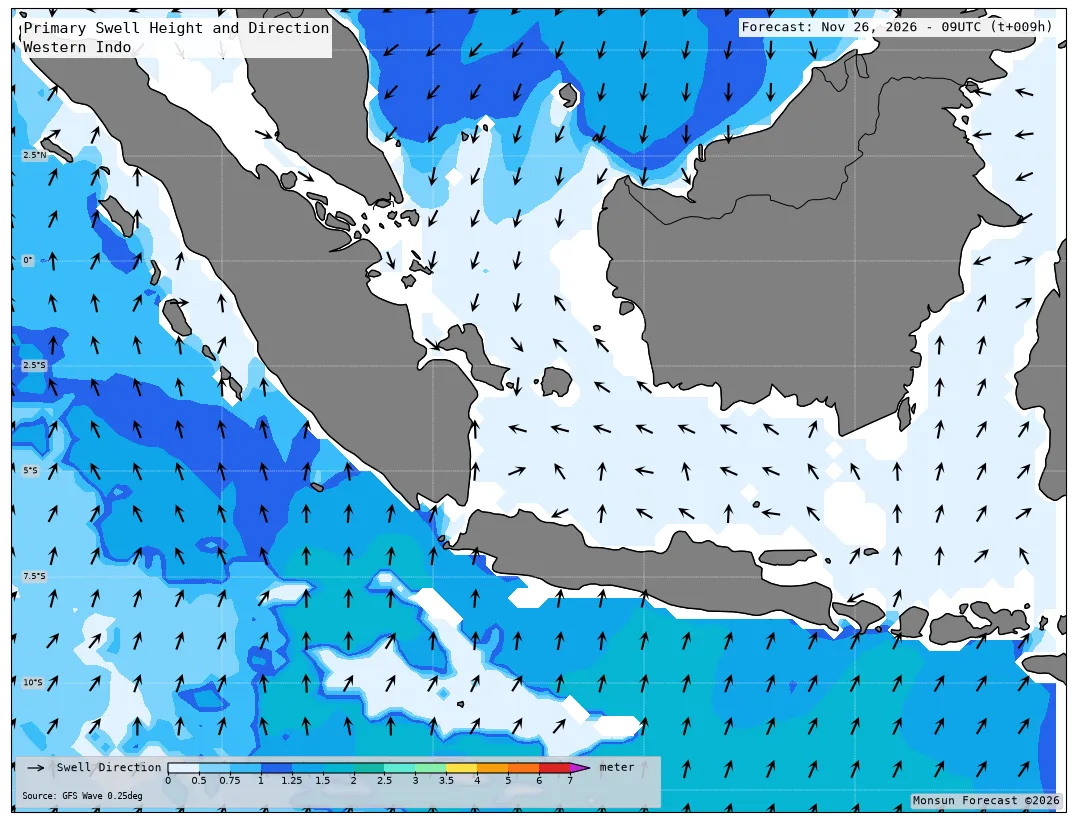 Primary Swell Height and Direction
Western Indo
Forecast: Nov 26, 2026 - 09UTC (t+009h)
2.5°N
0°
2.5°S
5°S
7.5°S
10°S
Swell Direction
0 0.5 0.75 1 1.25 1.5 2 2.5 3 3.5 4 5 6 7
meter
Source: GFS Wave 0.25deg
Monsun Forecast ©2026